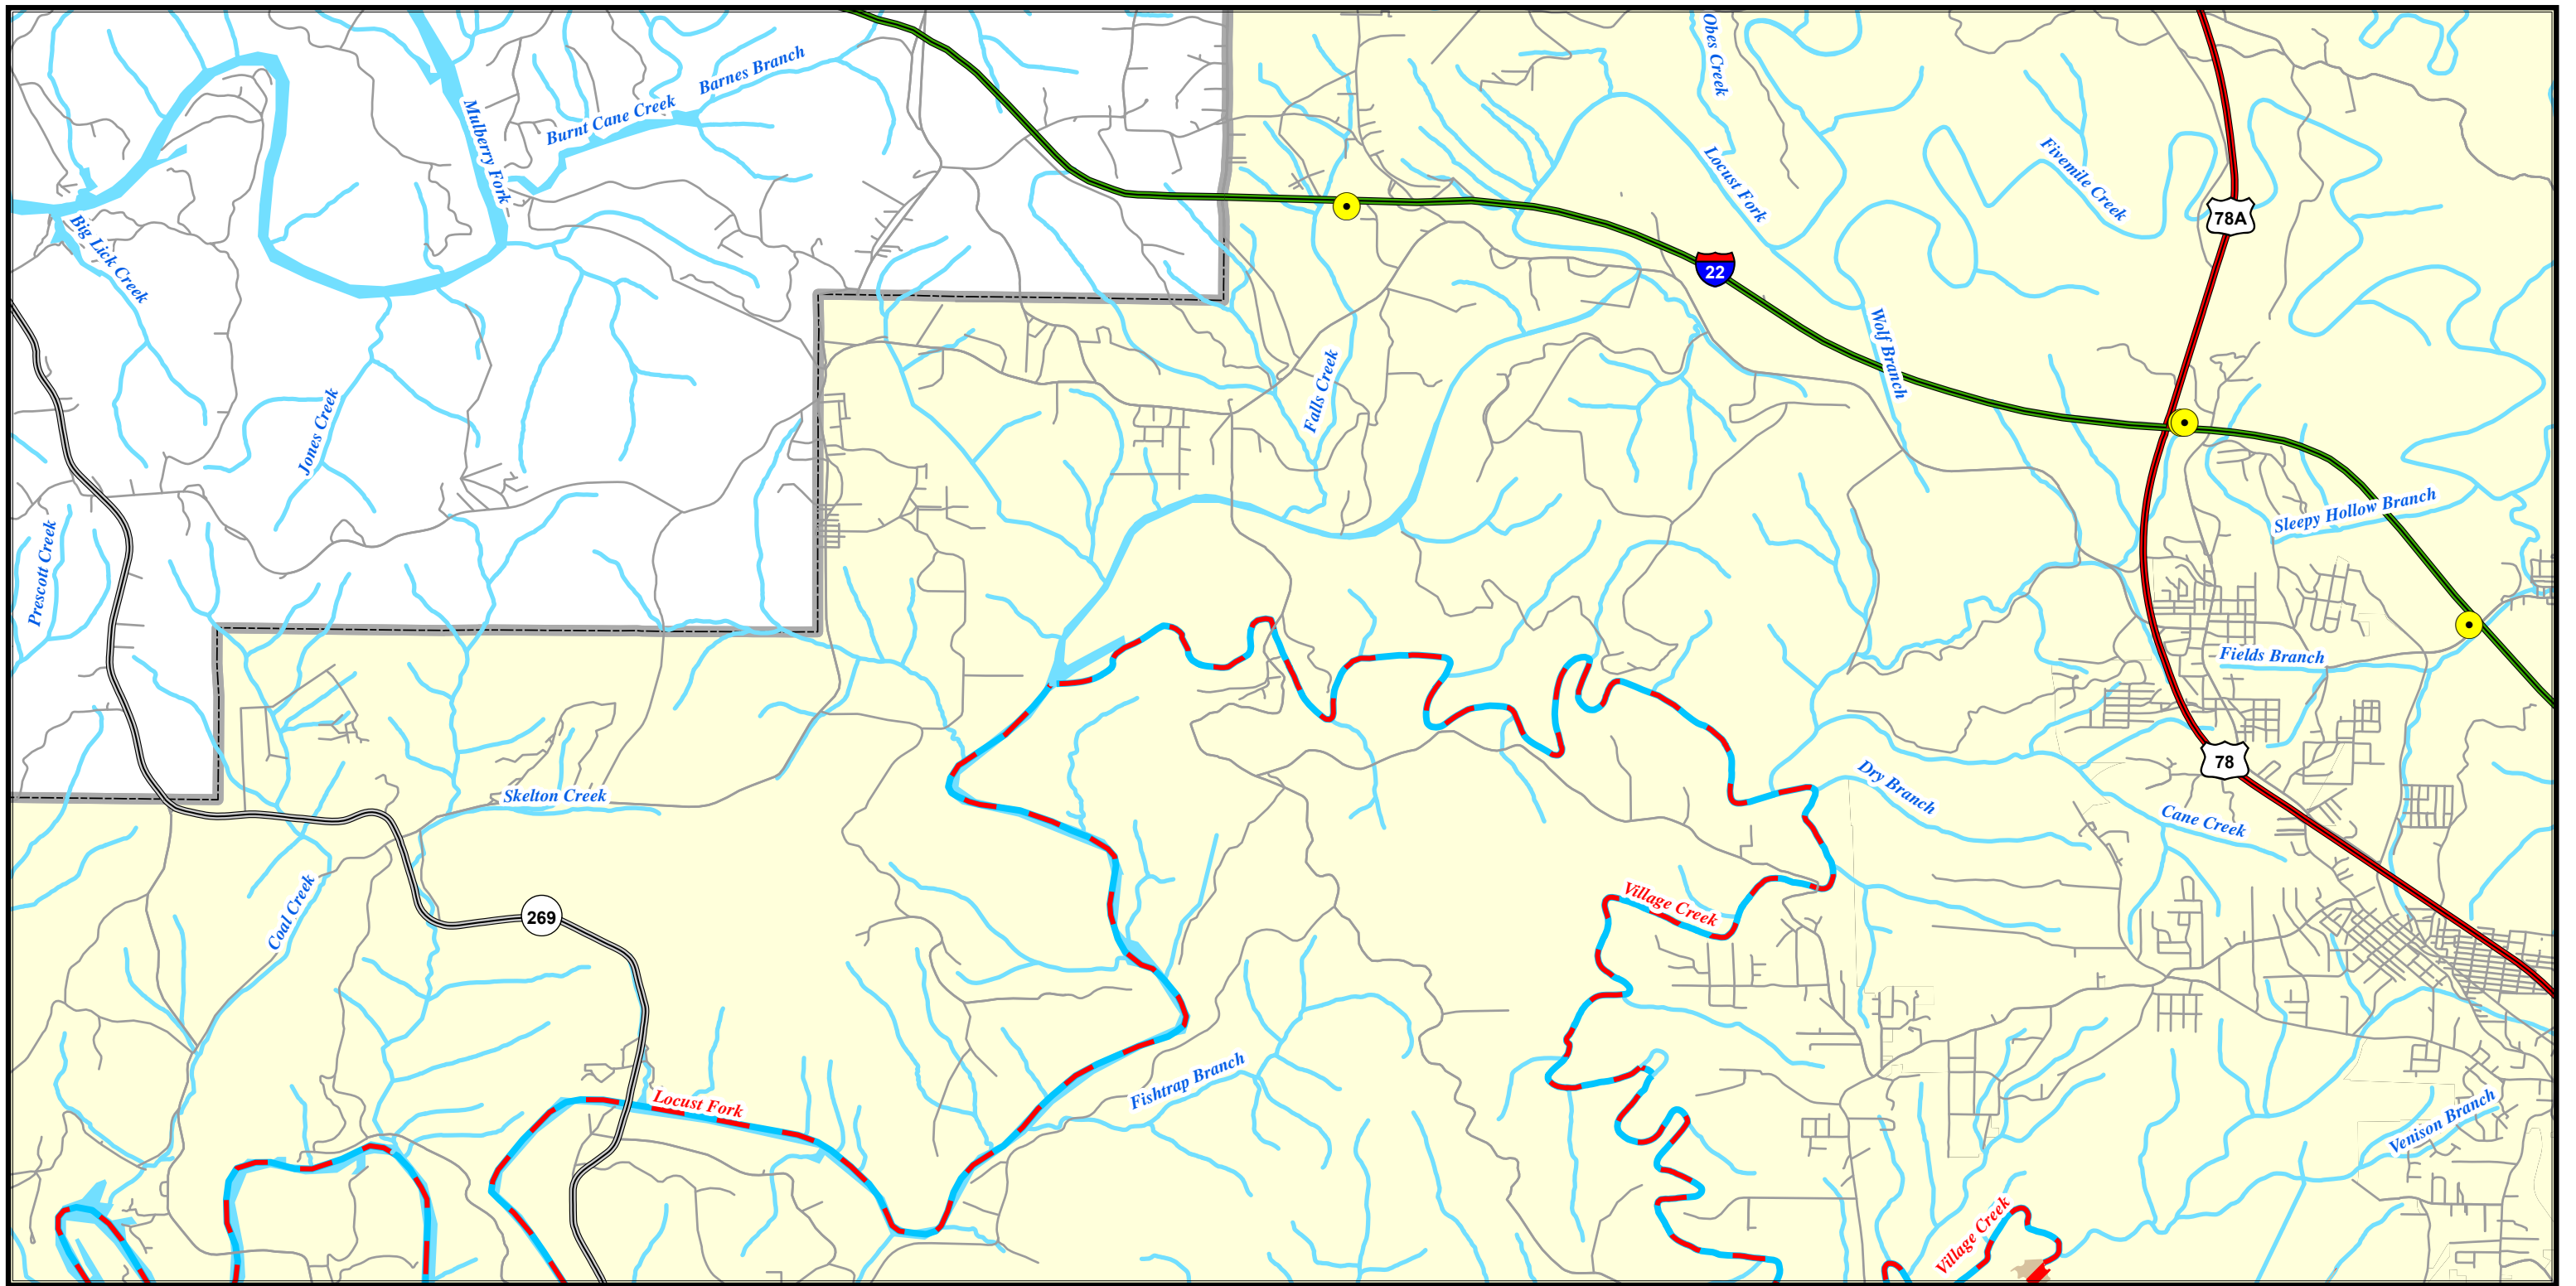 Obes Creek
Barnes Branch
Burnt Cane Creek
Mulberry Fork
Locust Fork
Fivemile Creek
78A
Big Lick Creek
22
Wolf Branch
Falls Creek
Jones Creek
Sleepy Hollow Branch
Prescott Creek
Fields Branch
78
Dry Branch
Skelton Creek
Cane Creek
Village Creek
Coal Creek
269
Fishtrap Branch
Locust Fork
Venison Branch
Village Creek